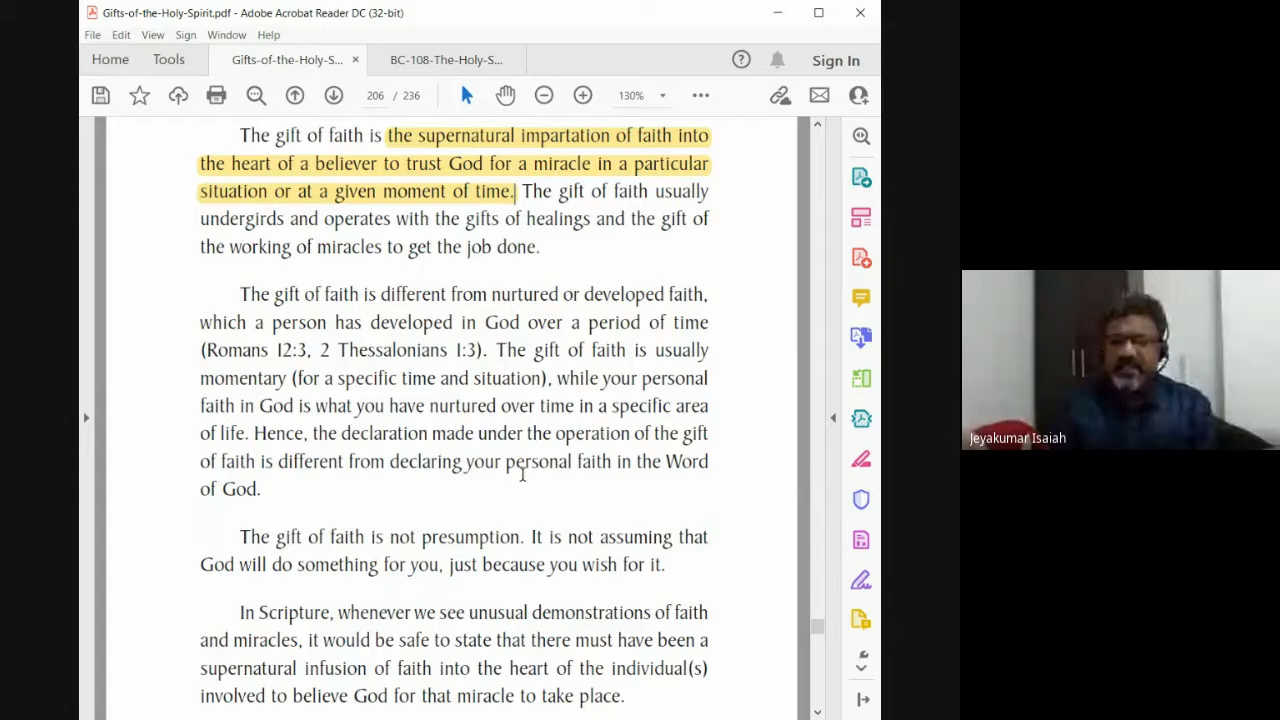 Gifts-of-the-Holy-Spirit.pdf - Adobe Acrobat Reader DC (32-bit)
File Edit View Sign Window Help
Home Tools Gifts-of-the-Holy-S... × BC-108-The-Holy-S... Sign In
206 / 236 130%
The gift of faith is the supernatural impartation of faith into
the heart of a believer to trust God for a miracle in a particular
situation or at a given moment of time. The gift of faith usually
undergirds and operates with the gifts of healings and the gift of
the working of miracles to get the job done.
The gift of faith is different from nurtured or developed faith,
which a person has developed in God over a period of time
(Romans 12:3, 2 Thessalonians 1:3). The gift of faith is usually
momentary (for a specific time and situation), while your personal
faith in God is what you have nurtured over time in a specific area
of life. Hence, the declaration made under the operation of the gift
of faith is different from declaring your personal faith in the Word
of God.
The gift of faith is not presumption. It is not assuming that
God will do something for you, just because you wish for it.
In Scripture, whenever we see unusual demonstrations of faith
and miracles, it would be safe to state that there must have been a
supernatural infusion of faith into the heart of the individual(s)
involved to believe God for that miracle to take place.
Jeyakumar Isaiah